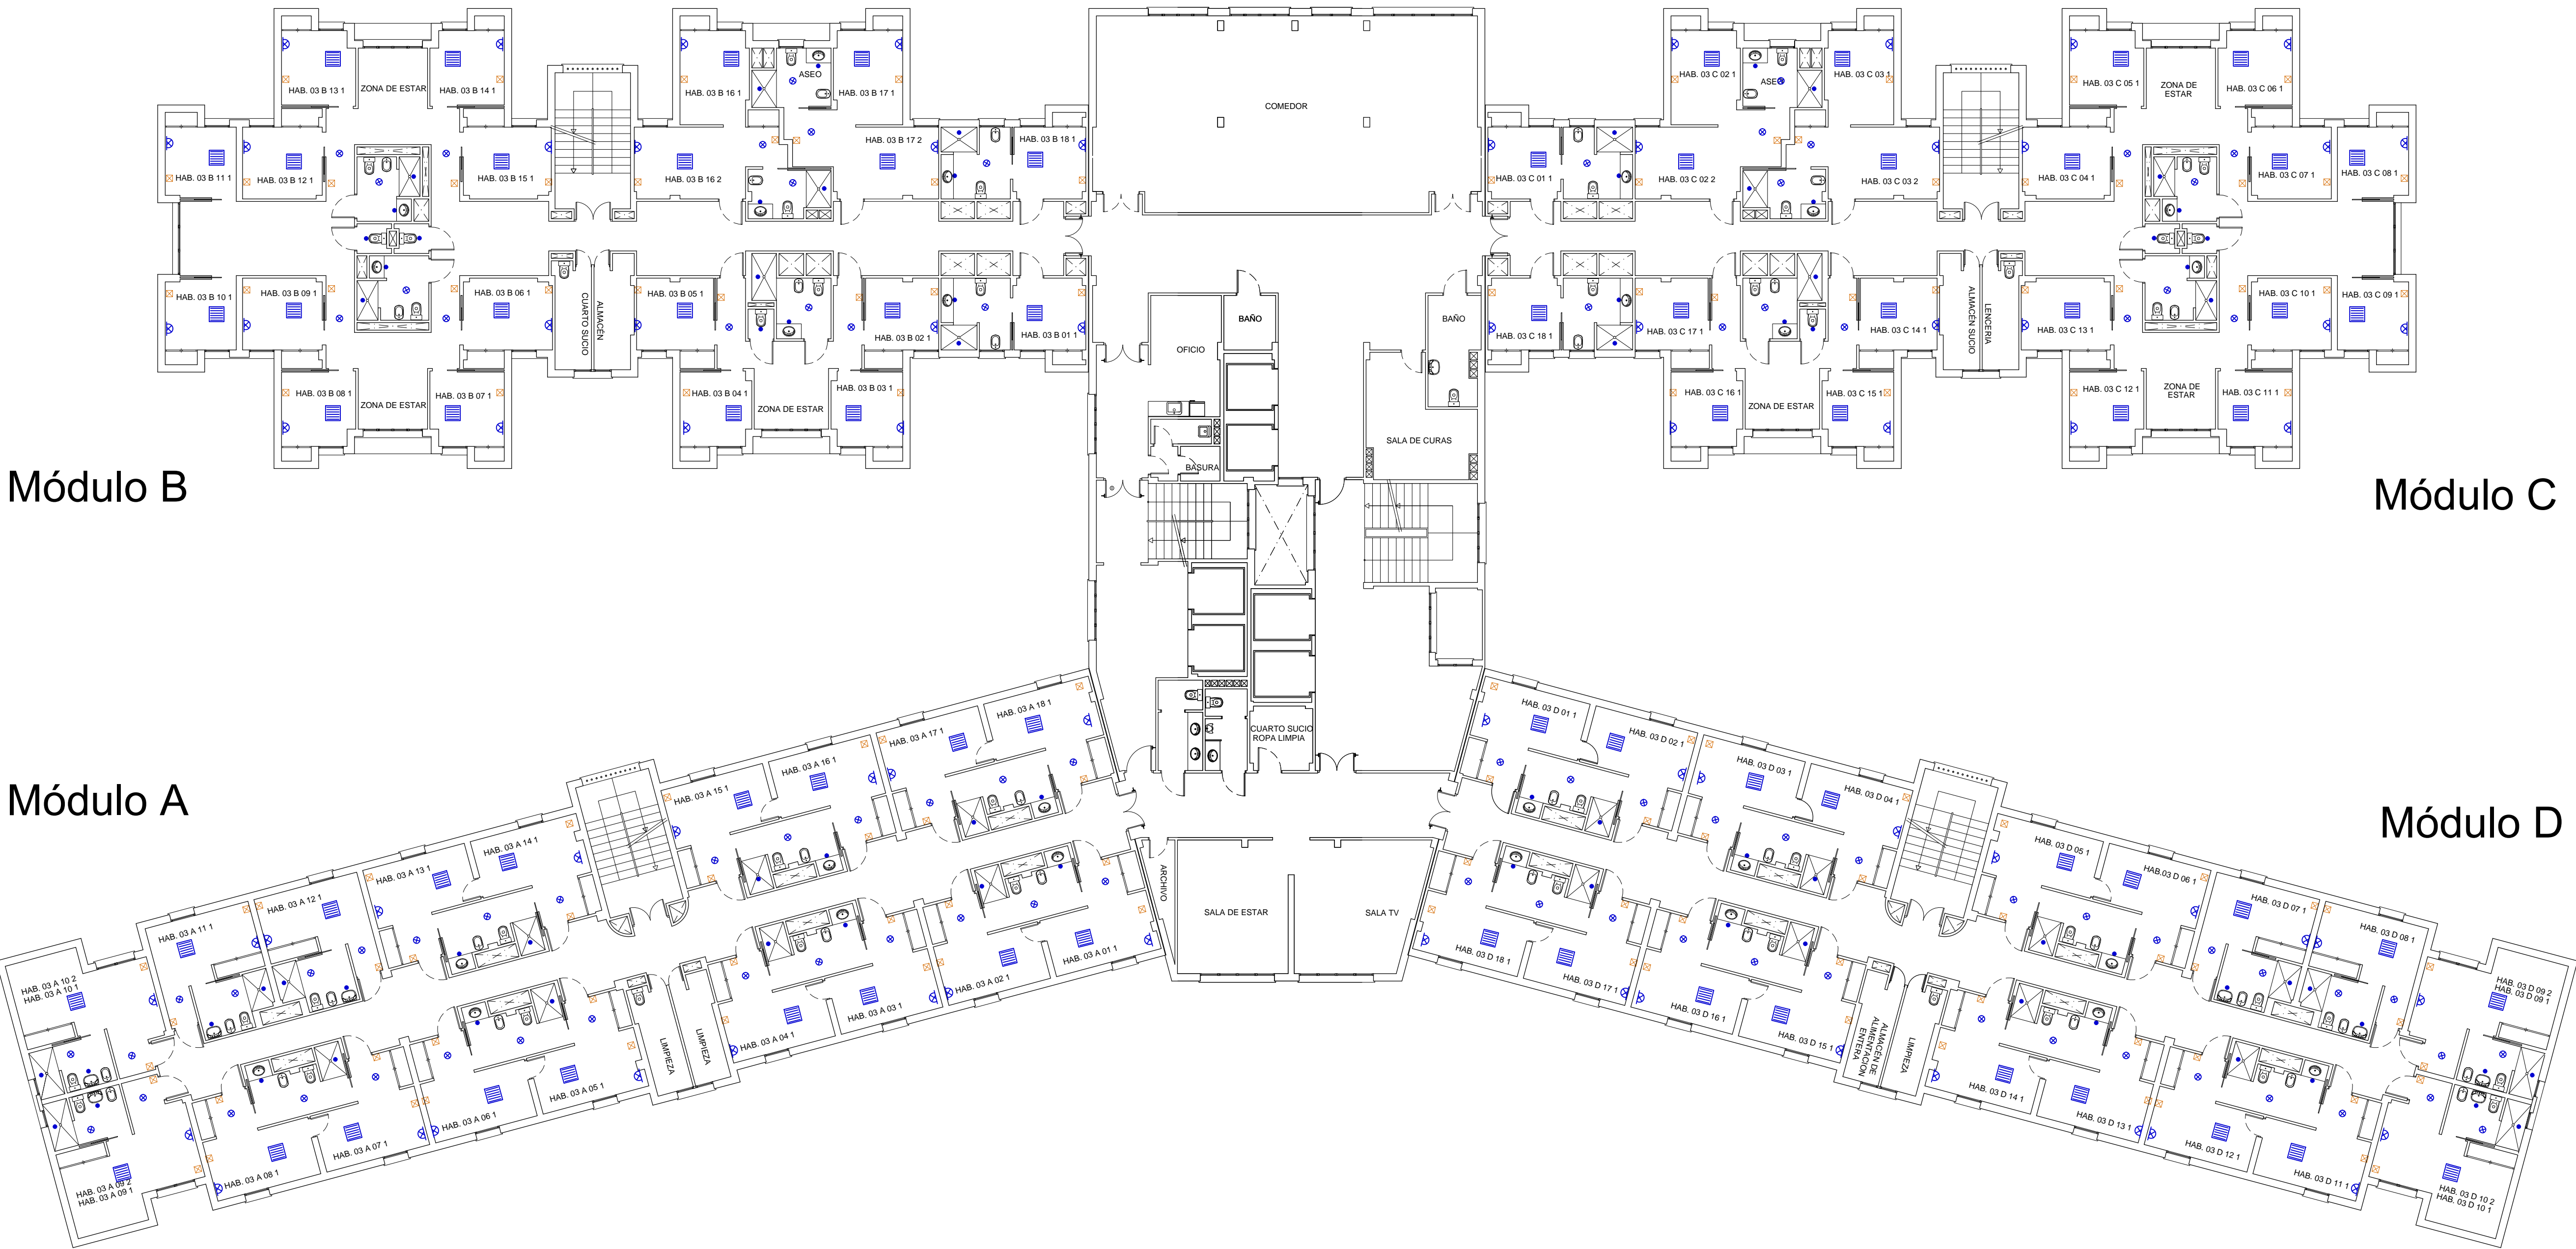 HAB. 03 B 13 1
ZONA DE ESTAR
HAB. 03 B 14 1
HAB. 03 B 16 1
ASEO
HAB. 03 B 17 1
COMEDOR
HAB. 03 C 02 1
ASEO
HAB. 03 C 03 1
HAB. 03 C 05 1
ZONA DE
ESTAR
HAB. 03 C 06 1
HAB. 03 B 11 1
HAB. 03 B 12 1
HAB. 03 B 15 1
HAB. 03 B 16 2
HAB. 03 B 17 2
HAB. 03 B 18 1
HAB. 03 C 01 1
HAB. 03 C 02 2
HAB. 03 C 03 2
HAB. 03 C 04 1
HAB. 03 C 07 1
HAB. 03 C 08 1
HAB. 03 B 10 1
HAB. 03 B 09 1
HAB. 03 B 06 1
CUARTO SUCIO
ALMACÉN
HAB. 03 B 05 1
HAB. 03 B 02 1
HAB. 03 B 01 1
OFICIO
BAÑO
BAÑO
HAB. 03 C 18 1
HAB. 03 C 17 1
HAB. 03 C 14 1
ALMACÉN SUCIO
LENCERIA
HAB. 03 C 13 1
HAB. 03 C 10 1
HAB. 03 C 09 1
HAB. 03 B 08 1
ZONA DE ESTAR
HAB. 03 B 07 1
HAB. 03 B 04 1
ZONA DE ESTAR
HAB. 03 B 03 1
BASURA
SALA DE CURAS
HAB. 03 C 16 1
ZONA DE ESTAR
HAB. 03 C 15 1
HAB. 03 C 12 1
ZONA DE
ESTAR
HAB. 03 C 11 1
Módulo B
Módulo C
CUARTO SUCIO
ROPA LIMPIA
Módulo A
Módulo D
HAB. 03 A 18 1
HAB. 03 A 17 1
HAB. 03 A 16 1
HAB. 03 A 15 1
HAB. 03 A 14 1
HAB. 03 A 13 1
HAB. 03 A 12 1
HAB. 03 A 11 1
HAB. 03 A 10 2
HAB. 03 A 10 1
HAB. 03 A 09 2
HAB. 03 A 09 1
HAB. 03 A 08 1
HAB. 03 A 07 1
HAB. 03 A 06 1
HAB. 03 A 05 1
LIMPIEZA
LIMPIEZA
HAB. 03 A 04 1
HAB. 03 A 03 1
HAB. 03 A 02 1
HAB. 03 A 01 1
ARCHIVO
SALA DE ESTAR
SALA TV
HAB. 03 D 01 1
HAB. 03 D 02 1
HAB. 03 D 03 1
HAB. 03 D 04 1
HAB. 03 D 05 1
HAB.03 D 06 1
HAB. 03 D 07 1
HAB. 03 D 08 1
HAB. 03 D 09 2
HAB. 03 D 09 1
HAB. 03 D 18 1
HAB. 03 D 17 1
HAB. 03 D 16 1
HAB. 03 D 15 1
ALMACÉN DE
ALIMENTACION
ENTERA
LIMPIEZA
HAB. 03 D 14 1
HAB. 03 D 13 1
HAB. 03 D 12 1
HAB. 03 D 11 1
HAB. 03 D 10 2
HAB. 03 D 10 1